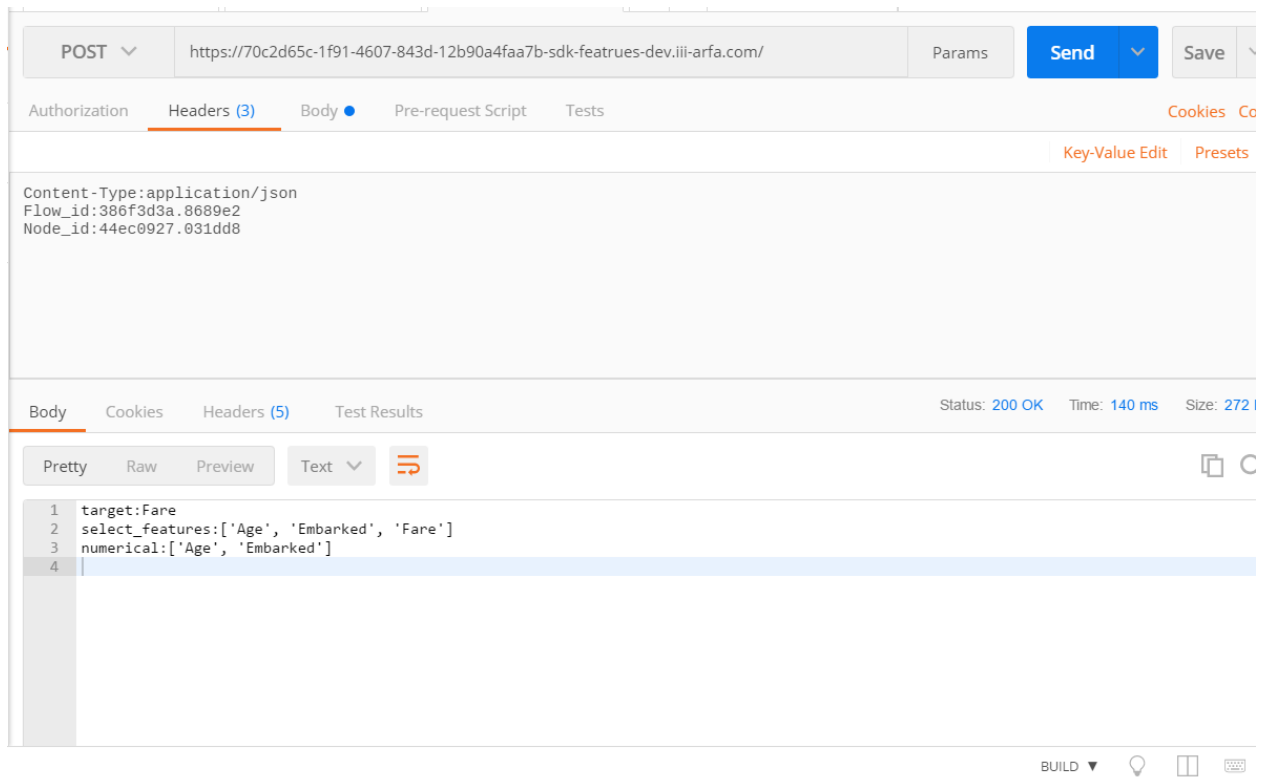 POST https://70c2d65c-1f91-4607-843d-12b90a4faa7b-sdk-featrues-dev.iii-arfa.com/ Params Send Save
Authorization Headers (3) Body Pre-request Script Tests Cookies Co
Key-Value Edit Presets
Content-Type:application/json
Flow_id:386f3d3a.8689e2
Node_id:44ec0927.031dd8
Body Cookies Headers (5) Test Results Status: 200 OK Time: 140 ms Size: 272
Pretty Raw Preview Text
1 target:Fare
2 select_features:['Age', 'Embarked', 'Fare']
3 numerical:['Age', 'Embarked']
4
BUILD